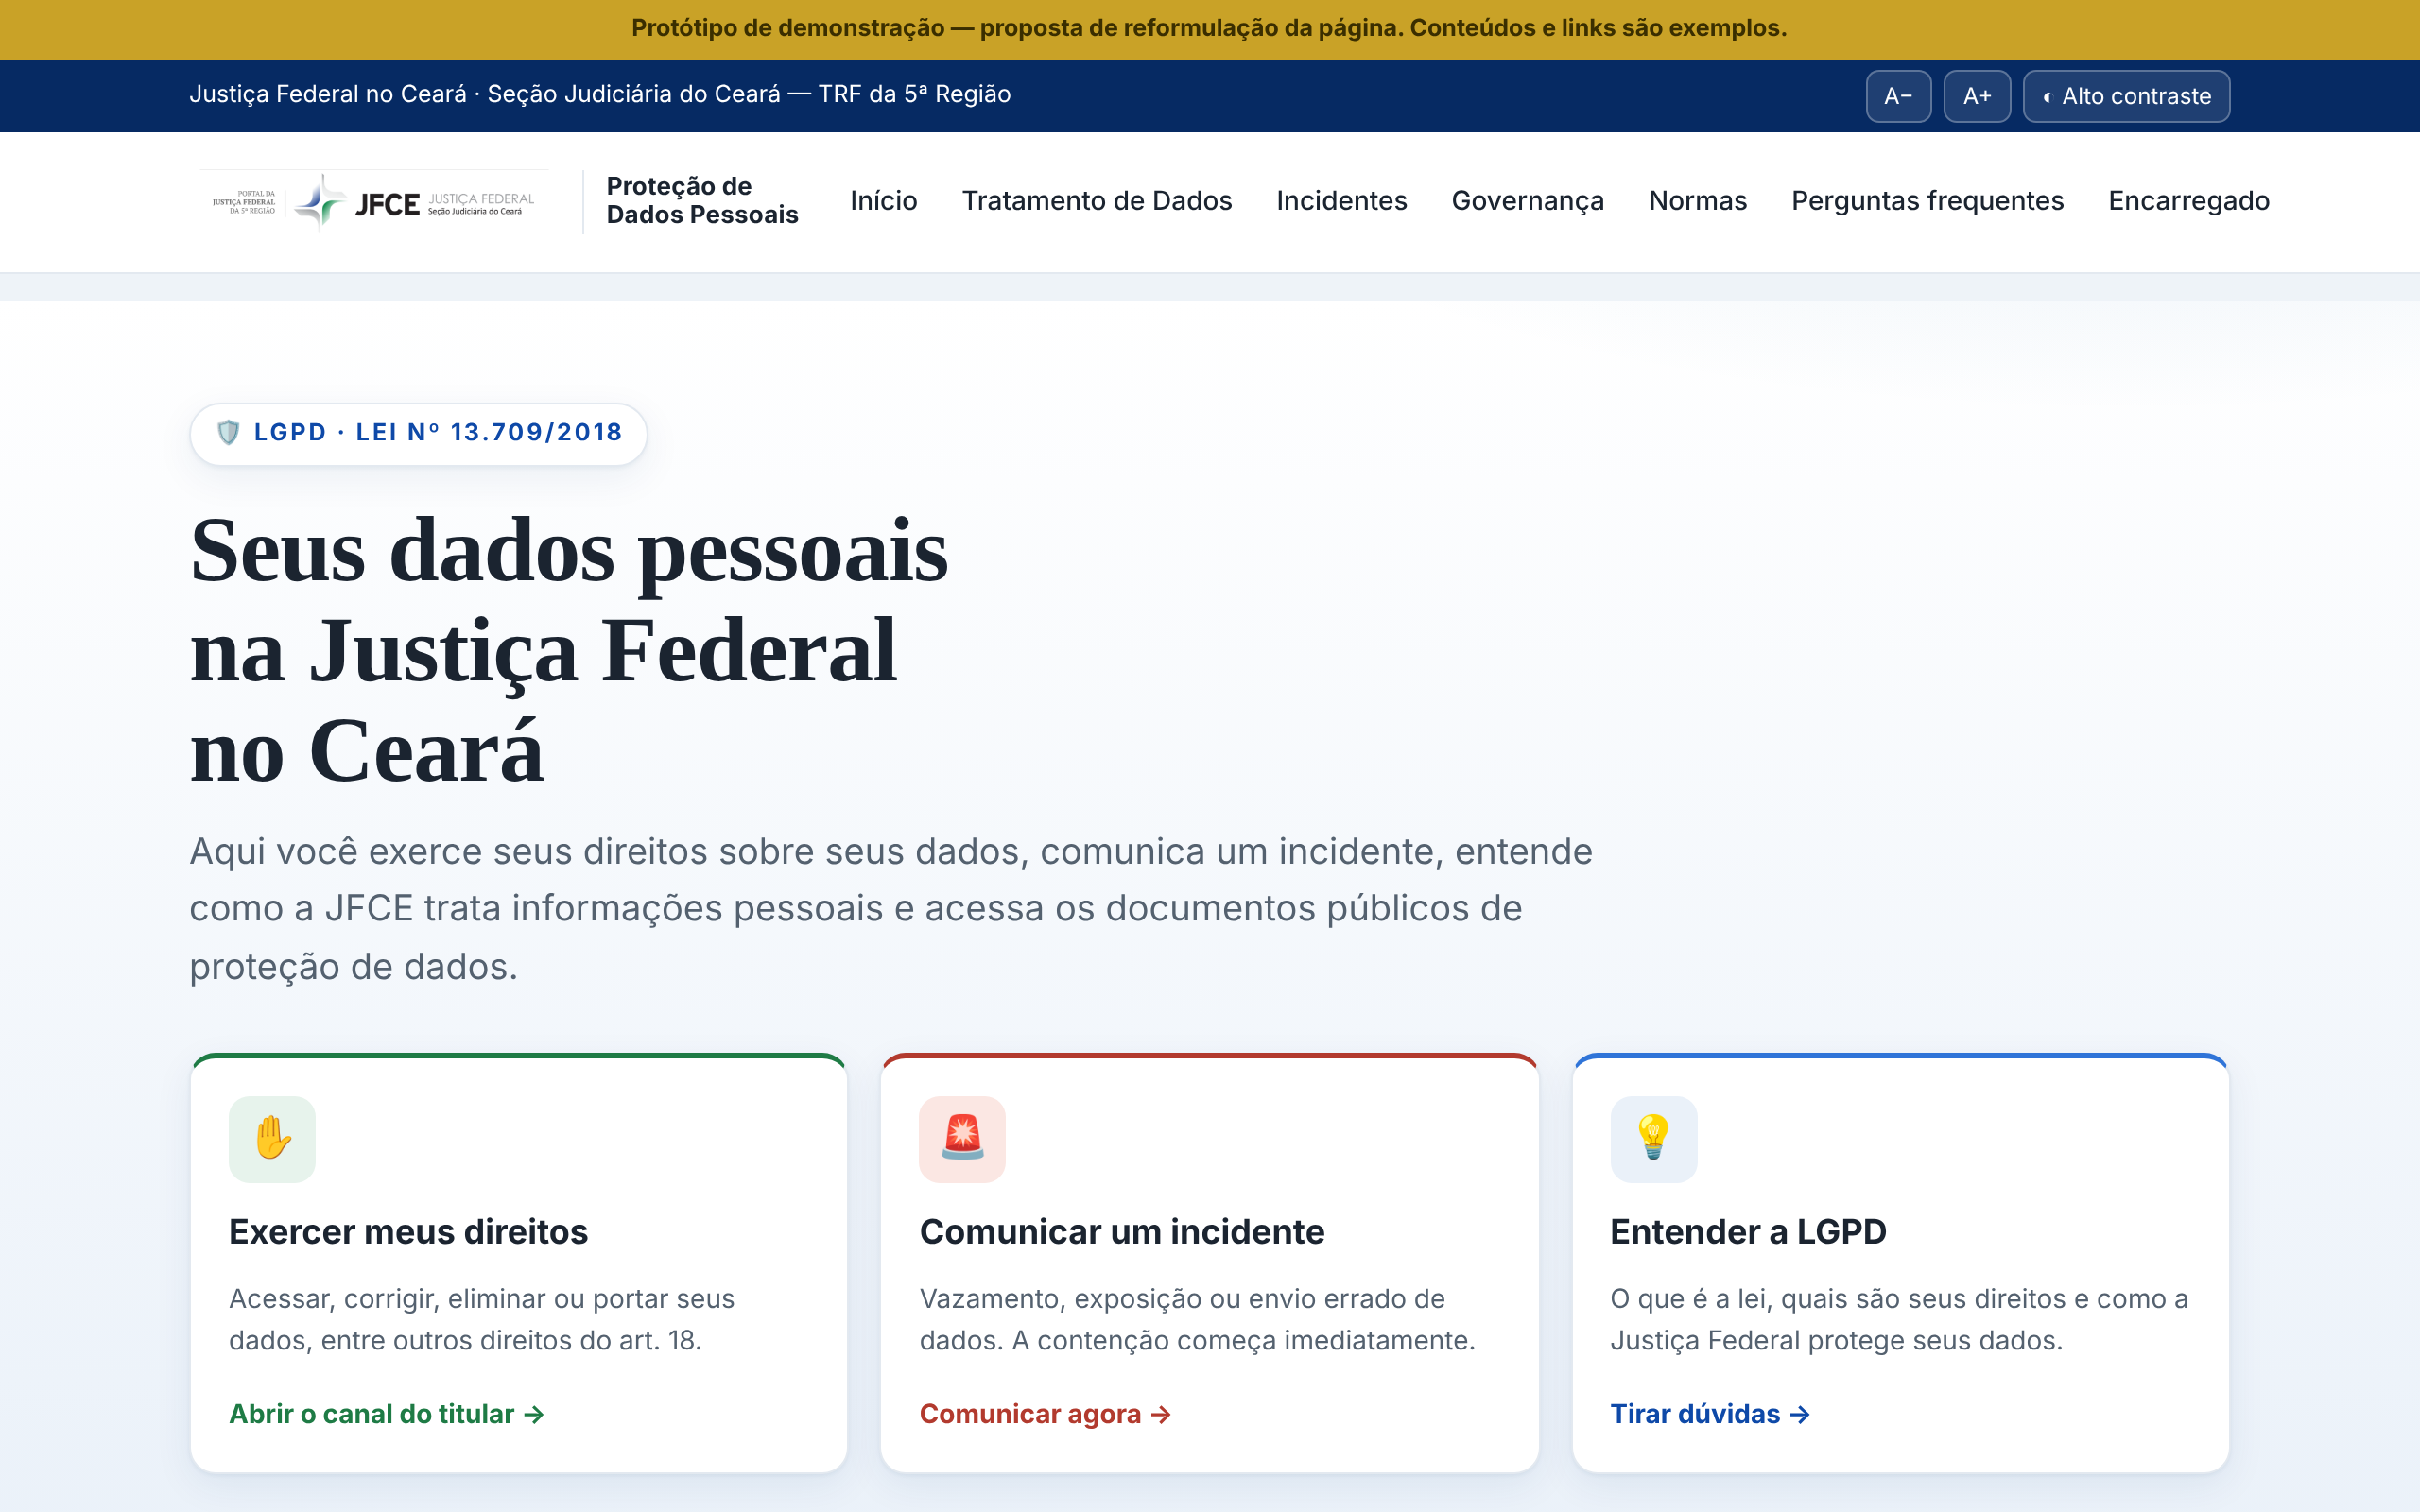 Protótipo de demonstração — proposta de reformulação da página. Conteúdos e links são exemplos.
Justiça Federal no Ceará · Seção Judiciária do Ceará — TRF da 5ª Região
A−
A+
Alto contraste
PORTAL DA
JUSTIÇA FEDERAL
DA 5ª REGIÃO
JFCE
JUSTIÇA FEDERAL
Seção Judiciária do Ceará
Proteção de
Dados Pessoais
Início
Tratamento de Dados
Incidentes
Governança
Normas
Perguntas frequentes
Encarregado
LGPD · LEI Nº 13.709/2018
Seus dados pessoais
na Justiça Federal
no Ceará
Aqui você exerce seus direitos sobre seus dados, comunica um incidente, entende
como a JFCE trata informações pessoais e acessa os documentos públicos de
proteção de dados.
Exercer meus direitos
Acessar, corrigir, eliminar ou portar seus
dados, entre outros direitos do art. 18.
Abrir o canal do titular →
Comunicar um incidente
Vazamento, exposição ou envio errado de
dados. A contenção começa imediatamente.
Comunicar agora →
Entender a LGPD
O que é a lei, quais são seus direitos e como a
Justiça Federal protege seus dados.
Tirar dúvidas →